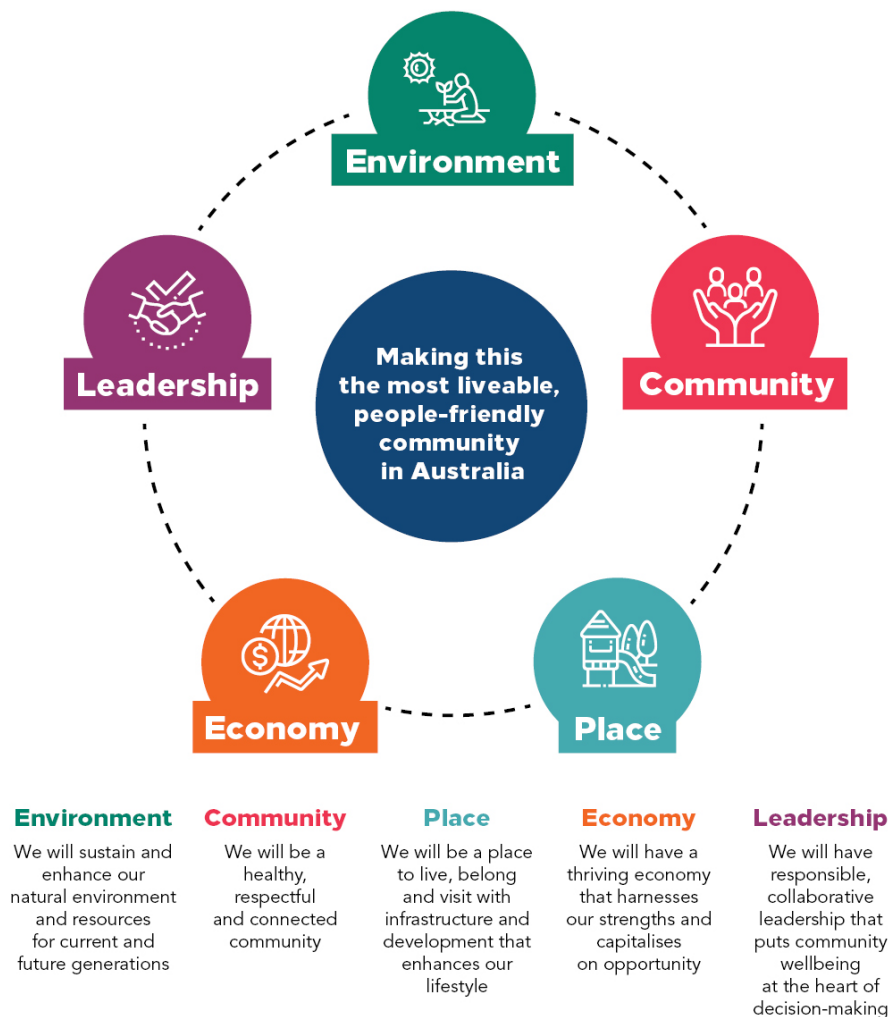 Environment
Leadership
Community
Making this
the most liveable,
people-friendly
community
in Australia
$
Economy
Place
Environment
We will sustain and
enhance our
natural environment
and resources
for current and
future generations
Community
We will be a
healthy,
respectful
and connected
community
Place
We will be a place
to live, belong
and visit with
infrastructure and
development that
enhances our
lifestyle
Economy
We will have a
thriving economy
that harnesses
our strengths and
capitalises
on opportunity
Leadership
We will have
responsible,
collaborative
leadership that
puts community
wellbeing
at the heart of
decision-making